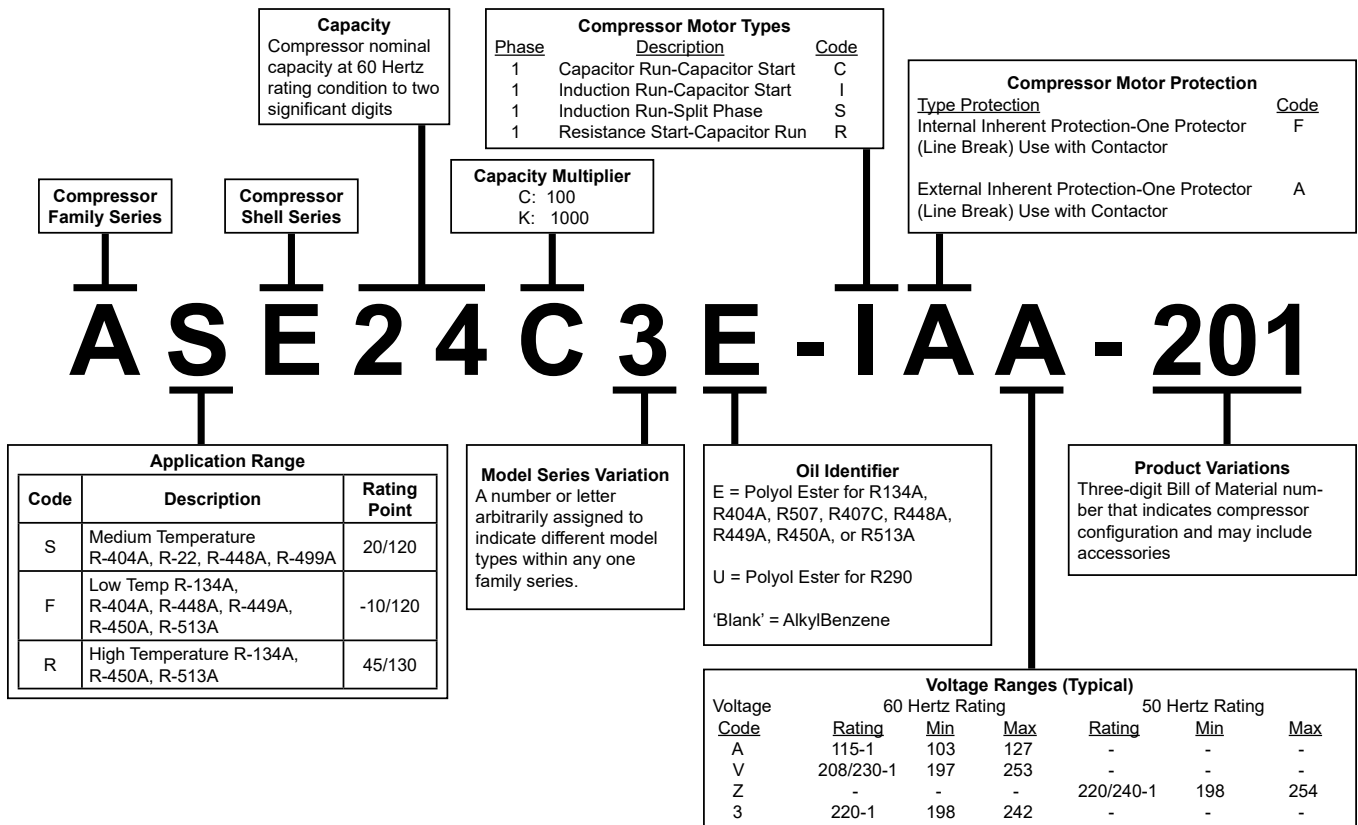 Capacity
Compressor nominal
capacity at 60 Hertz
rating condition to two
significant digits
Compressor Motor Types
Phase Description Code
1 Capacitor Run-Capacitor Start C
1 Induction Run-Capacitor Start I
1 Induction Run-Split Phase S
1 Resistance Start-Capacitor Run R
Compressor Motor Protection
Type Protection Code
Internal Inherent Protection-One Protector F
(Line Break) Use with Contactor
External Inherent Protection-One Protector A
(Line Break) Use with Contactor
Compressor
Family Series
Compressor
Shell Series
Capacity Multiplier
C: 100
K: 1000
A S E 2 4 C 3 E - I A A - 201
Application Range
Code Description Rating
Point
S Medium Temperature
R-404A, R-22, R-448A, R-499A 20/120
F Low Temp R-134A,
R-404A, R-448A, R-449A,
R-450A, R-513A -10/120
R High Temperature R-134A,
R-450A, R-513A 45/130
Model Series Variation
A number or letter
arbitrarily assigned to
indicate different model
types within any one
family series.
Oil Identifier
E = Polyol Ester for R134A,
R404A, R507, R407C, R448A,
R449A, R450A, or R513A
U = Polyol Ester for R290
'Blank' = AlkylBenzene
Product Variations
Three-digit Bill of Material num-
ber that indicates compressor
configuration and may include
accessories
Voltage Ranges (Typical)
Voltage 60 Hertz Rating 50 Hertz Rating
Code Rating Min Max Rating Min Max
A 115-1 103 127 - - -
V 208/230-1 197 253 - - -
Z - - - 220/240-1 198 254
3 220-1 198 242 - - -